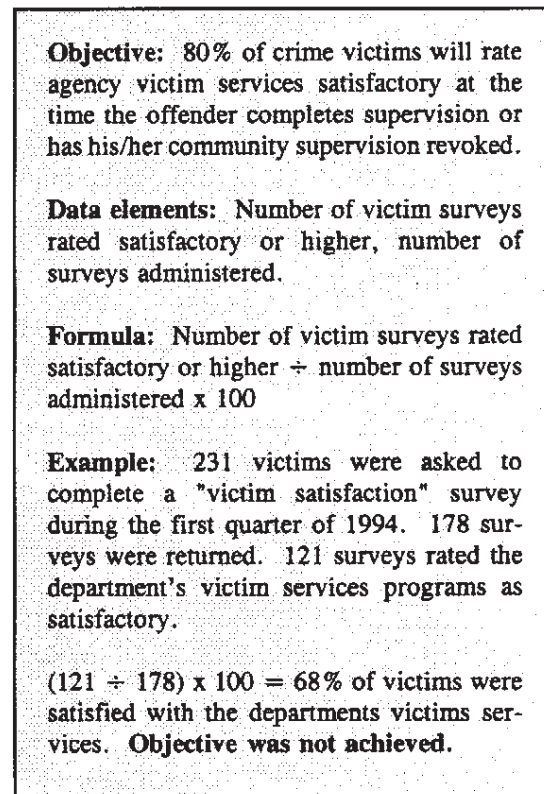 Objective: 80% of crime victims will rate
agency victim services satisfactory at the
time the offender completes supervision or
has his/her community supervision revoked.
Data elements: Number of victim surveys
rated satisfactory or higher, number of
surveys administered.
Formula: Number of victim surveys rated
satisfactory or higher ÷ number of surveys
administered x 100
Example: 231 victims were asked to
complete a "victim satisfaction" survey
during the first quarter of 1994. 178 sur-
veys were returned. 121 surveys rated the
department's victim services programs as
satisfactory.
(121 ÷ 178) x 100 = 68% of victims were
satisfied with the departments victims ser-
vices. Objective was not achieved.